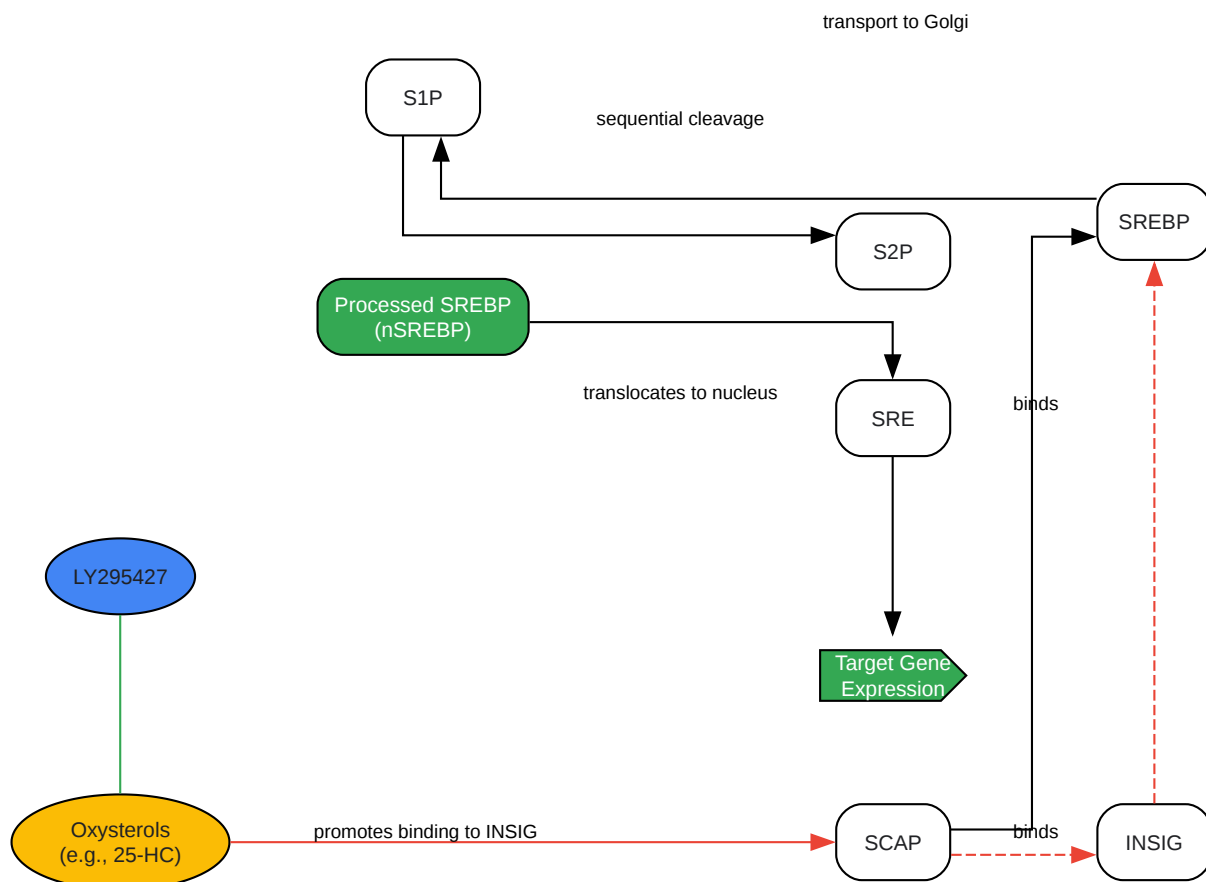 transport to Golgi
S1P
sequential cleavage
SREBP
S2P
Processed SREBP
(nSREBP)
translocates to nucleus
binds
SRE
LY295427
Target Gene
Expression
Oxysterols
(e.g., 25-HC)
promotes binding to INSIG
SCAP
binds
INSIG